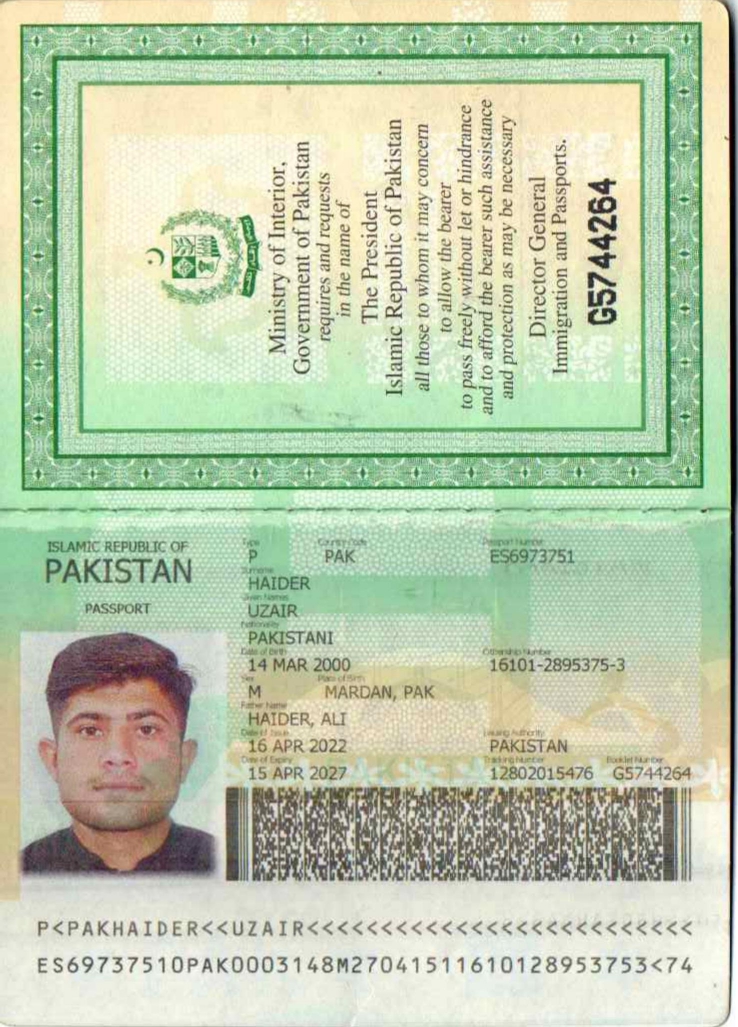 Ministry of Interior,
Government of Pakistan
requires and requests
in the name of
The President
Islamic Republic of Pakistan
all those to whom it may concern
to allow the bearer
to pass freely without let or hindrance
and to afford the bearer such assistance
and protection as may be necessary
Director General
Immigration and Passports.
G5744264
ISLAMIC REPUBLIC OF
PAKISTAN
PASSPORT
Type Country Code Passport Number
P PAK ES6973751
Surname
HAIDER
Given Names
UZAIR
Nationality
PAKISTANI
Date of Birth Citizenship Number
14 MAR 2000 16101-2895375-3
Sex Place of Birth
M MARDAN, PAK
Father Name
HAIDER, ALI
Date of Issue Issuing Authority
16 APR 2022 PAKISTAN
Date of Expiry Tracking Number Booklet Number
15 APR 2027 12802015476 G5744264
P<PAKHAIDER<<UZAIR<<<<<<<<<<<<<<<<<<<<<<<<<<
ES69737510PAK0003148M27041511610128953753<74